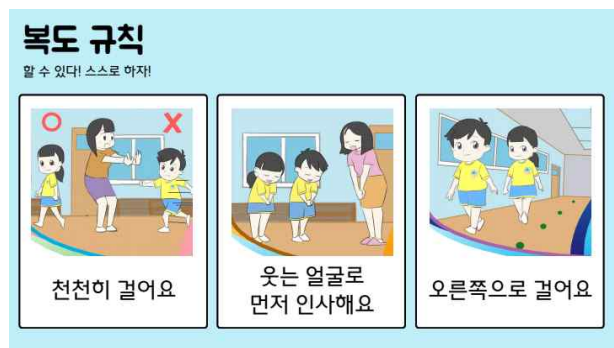 복도 규칙
할 수 있다! 스스로 하자!
O X
천천히 걸어요
웃는 얼굴로
먼저 인사해요
오른쪽으로 걸어요